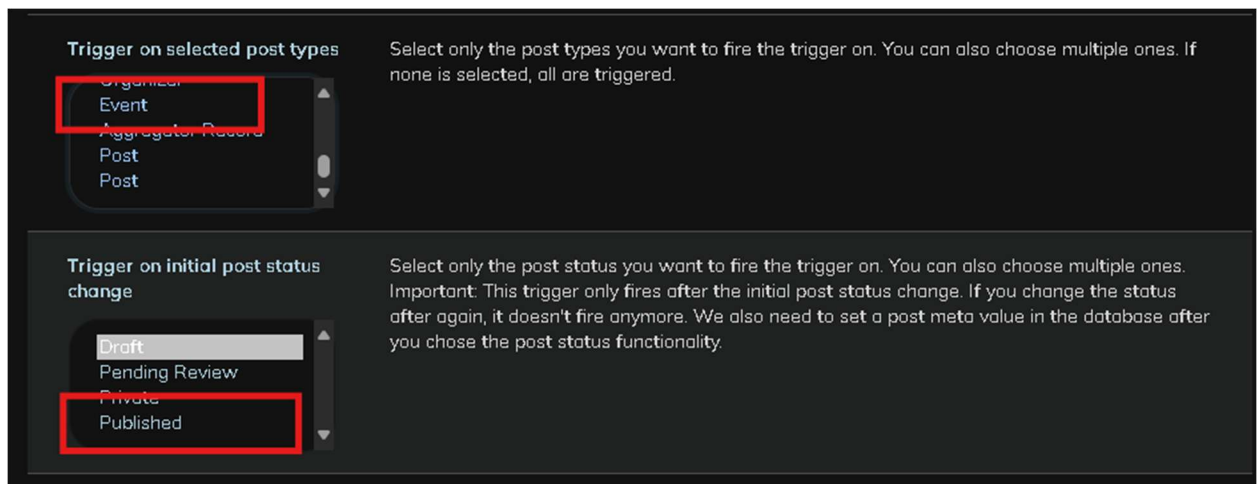 Trigger on selected post types
Select only the post types you want to fire the trigger on. You can also choose multiple ones. If
none is selected, all are triggered.
Organizer
Event
Aggregator Record
Post
Post
Trigger on initial post status
change
Select only the post status you want to fire the trigger on. You can also choose multiple ones.
Important: This trigger only fires after the initial post status change. If you change the status
after again, it doesn't fire anymore. We also need to set a post meta value in the database after
you chose the post status functionality.
Draft
Pending Review
Private
Published